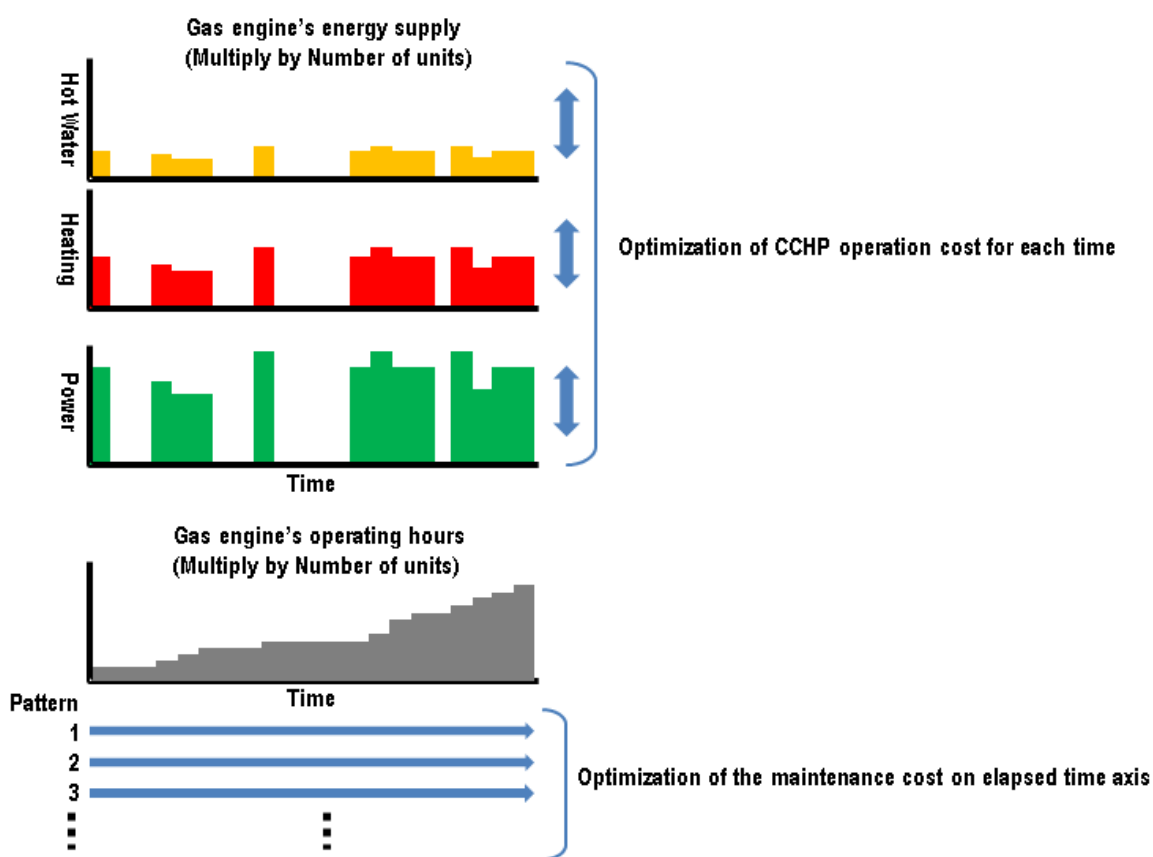 Gas engine's energy supply
(Multiply by Number of units)
Hot Water
Heating
Optimization of CCHP operation cost for each time
Power
Time
Gas engine's operating hours
(Multiply by Number of units)
Time
Pattern
1
2
3
Optimization of the maintenance cost on elapsed time axis